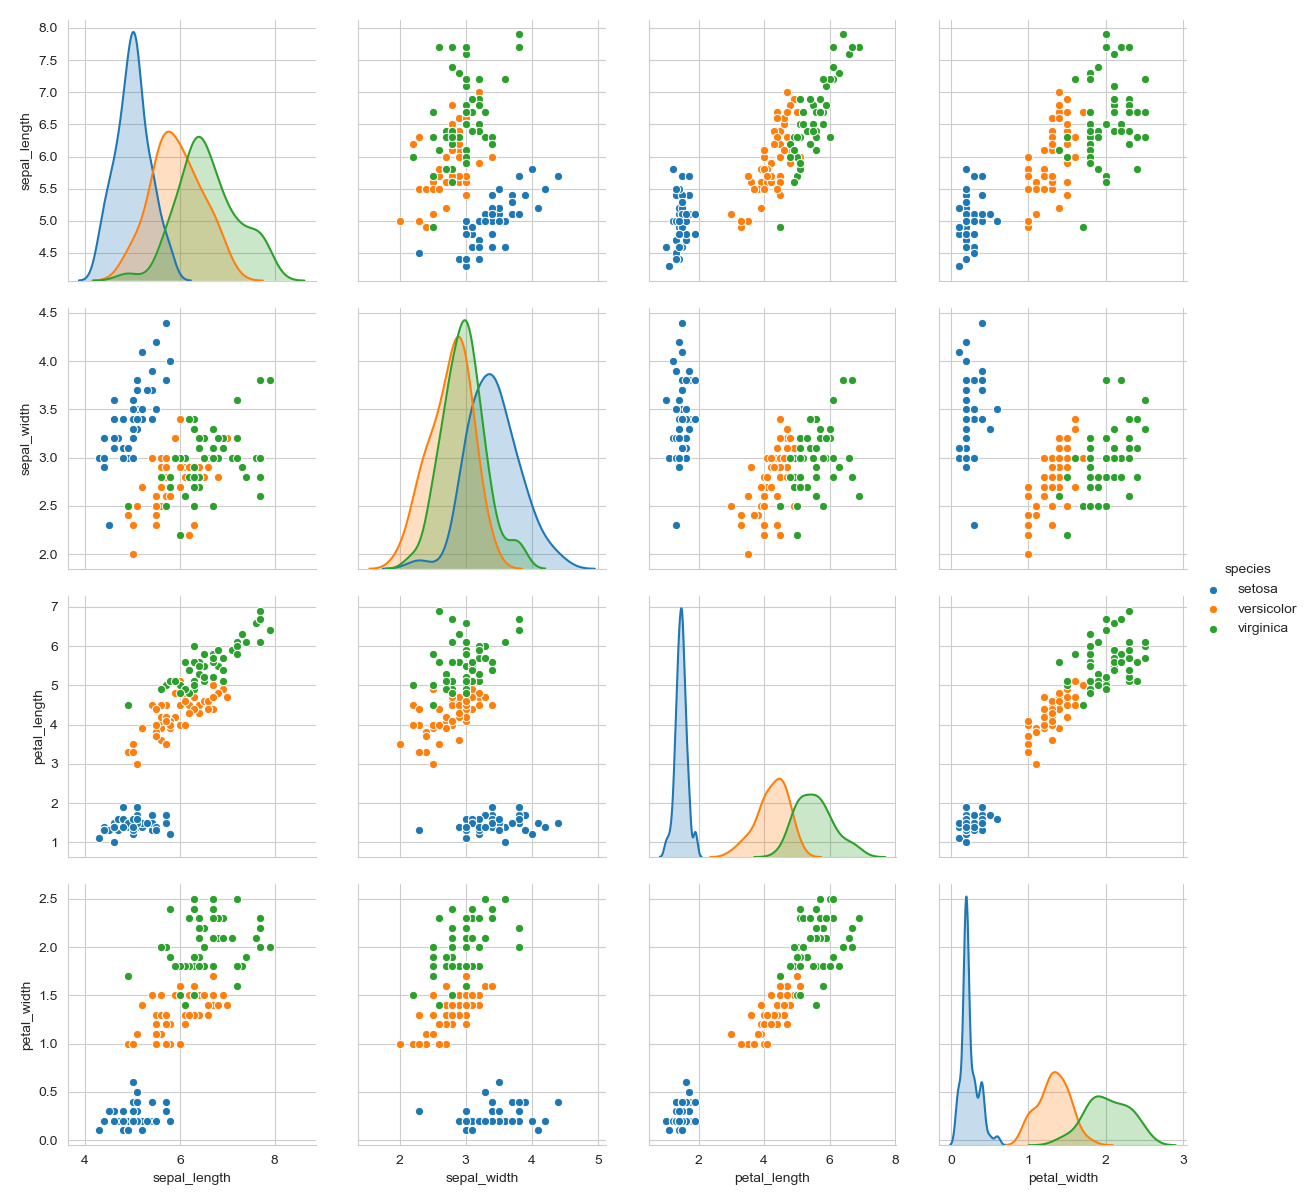 8.0
7.5
7.0
6.5
6.0
5.5
5.0
4.5
sepal_length
4.5
4.0
3.5
3.0
2.5
2.0
sepal_width
species
setosa
versicolor
virginica
7
6
5
4
3
2
1
petal_length
2.5
2.0
1.5
1.0
0.5
0.0
petal_width
4 6 8 2 3 4 5 2 4 6 8 0 1 2 3
sepal_length sepal_width petal_length petal_width